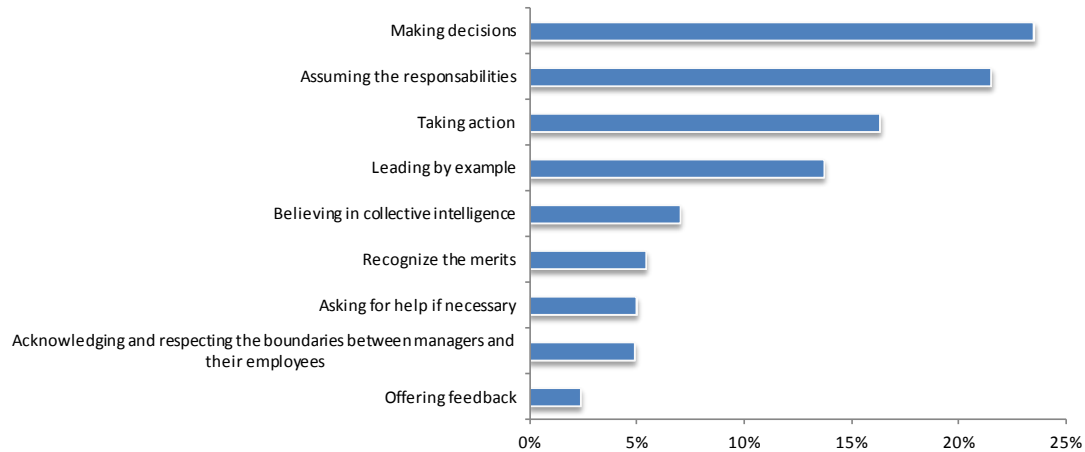 Making decisions
Assuming the responsabilities
Taking action
Leading by example
Believing in collective intelligence
Recognize the merits
Asking for help if necessary
Acknowledging and respecting the boundaries between managers and
their employees
Offering feedback
0% 5% 10% 15% 20% 25%